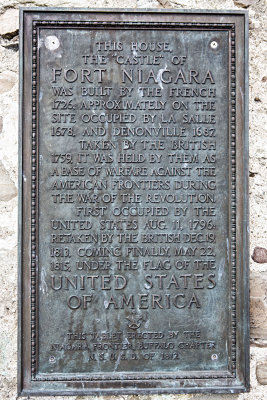 THIS HOUSE,
THE "CASTLE" OF
FORT NIAGARA
WAS BUILT BY THE FRENCH
1726, APPROXIMATELY ON THE
SITE OCCUPIED BY LA SALLE
1678, AND DENONVILLE 1687.
TAKEN BY THE BRITISH
1759, IT WAS HELD BY THEM AS
A BASE OF WARFARE AGAINST THE
AMERICAN FRONTIERS DURING
THE WAR OF THE REVOLUTION.
FIRST OCCUPIED BY THE
UNITED STATES AUG. 11, 1796.
RETAKEN BY THE BRITISH DEC. 19
1813, COMING FINALLY, MAY 22,
1815, UNDER THE FLAG OF THE
UNITED STATES
OF AMERICA
THIS TABLET ERECTED BY THE
NIAGARA FRONTIER, BUFFALO CHAPTER
N. S. U. S. D. OF 1812